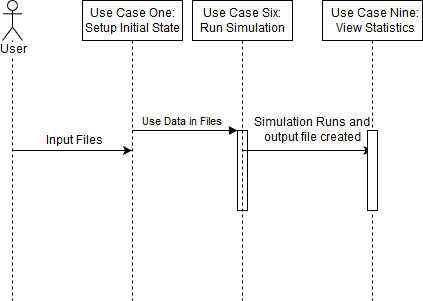 User
Use Case One:
Setup Initial State
Use Case Six:
Run Simulation
Use Case Nine:
View Statistics
Input Files
Use Data in Files
Simulation Runs and
output file created